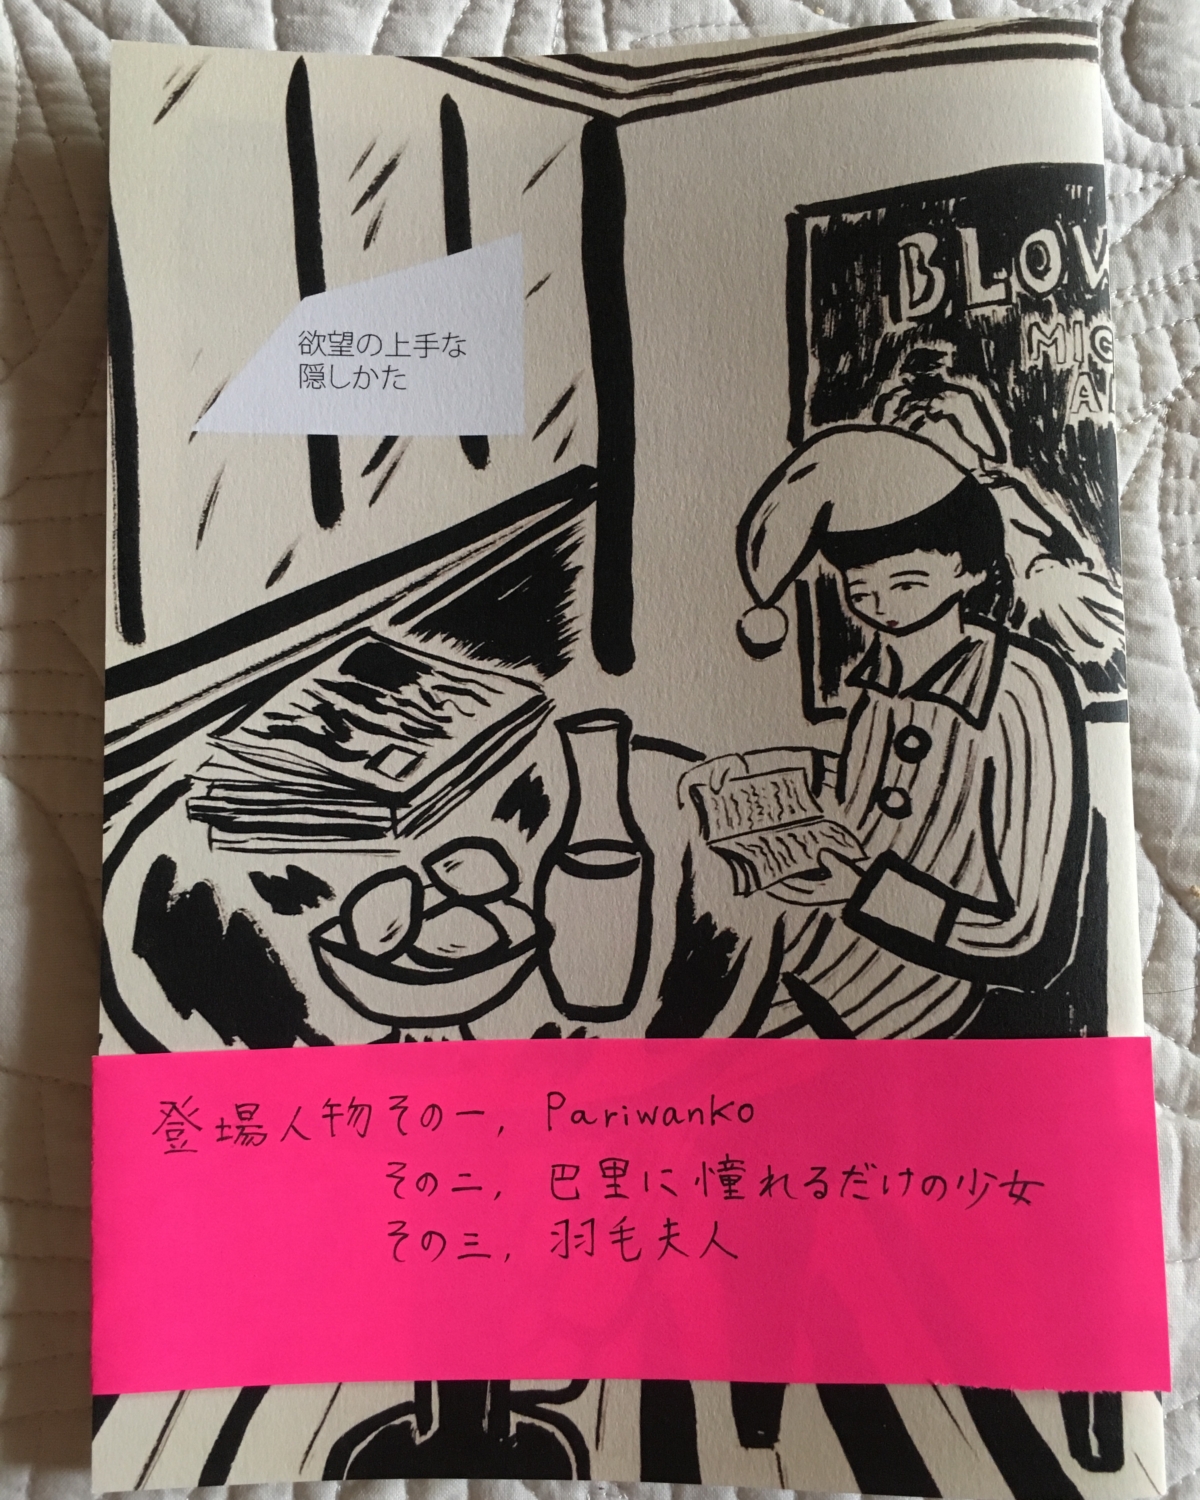 欲望の上手な
隠しかた
BLOW
MIC
A
登場人物その一, Pariwanko
その二, 巴里に憧れるだけの少女
その三, 羽毛夫人